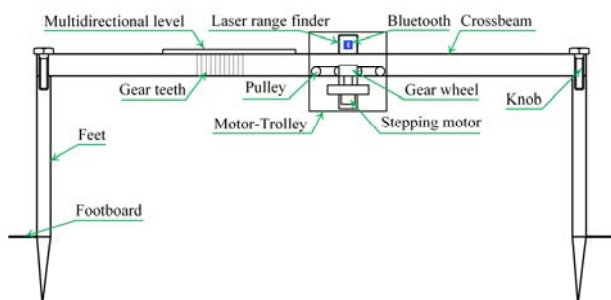 Multidirectional level
Laser range finder
Bluetooth
Crossbeam
Gear teeth
Pulley
Gear wheel
Knob
Motor-Trolley
Stepping motor
Feet
Footboard